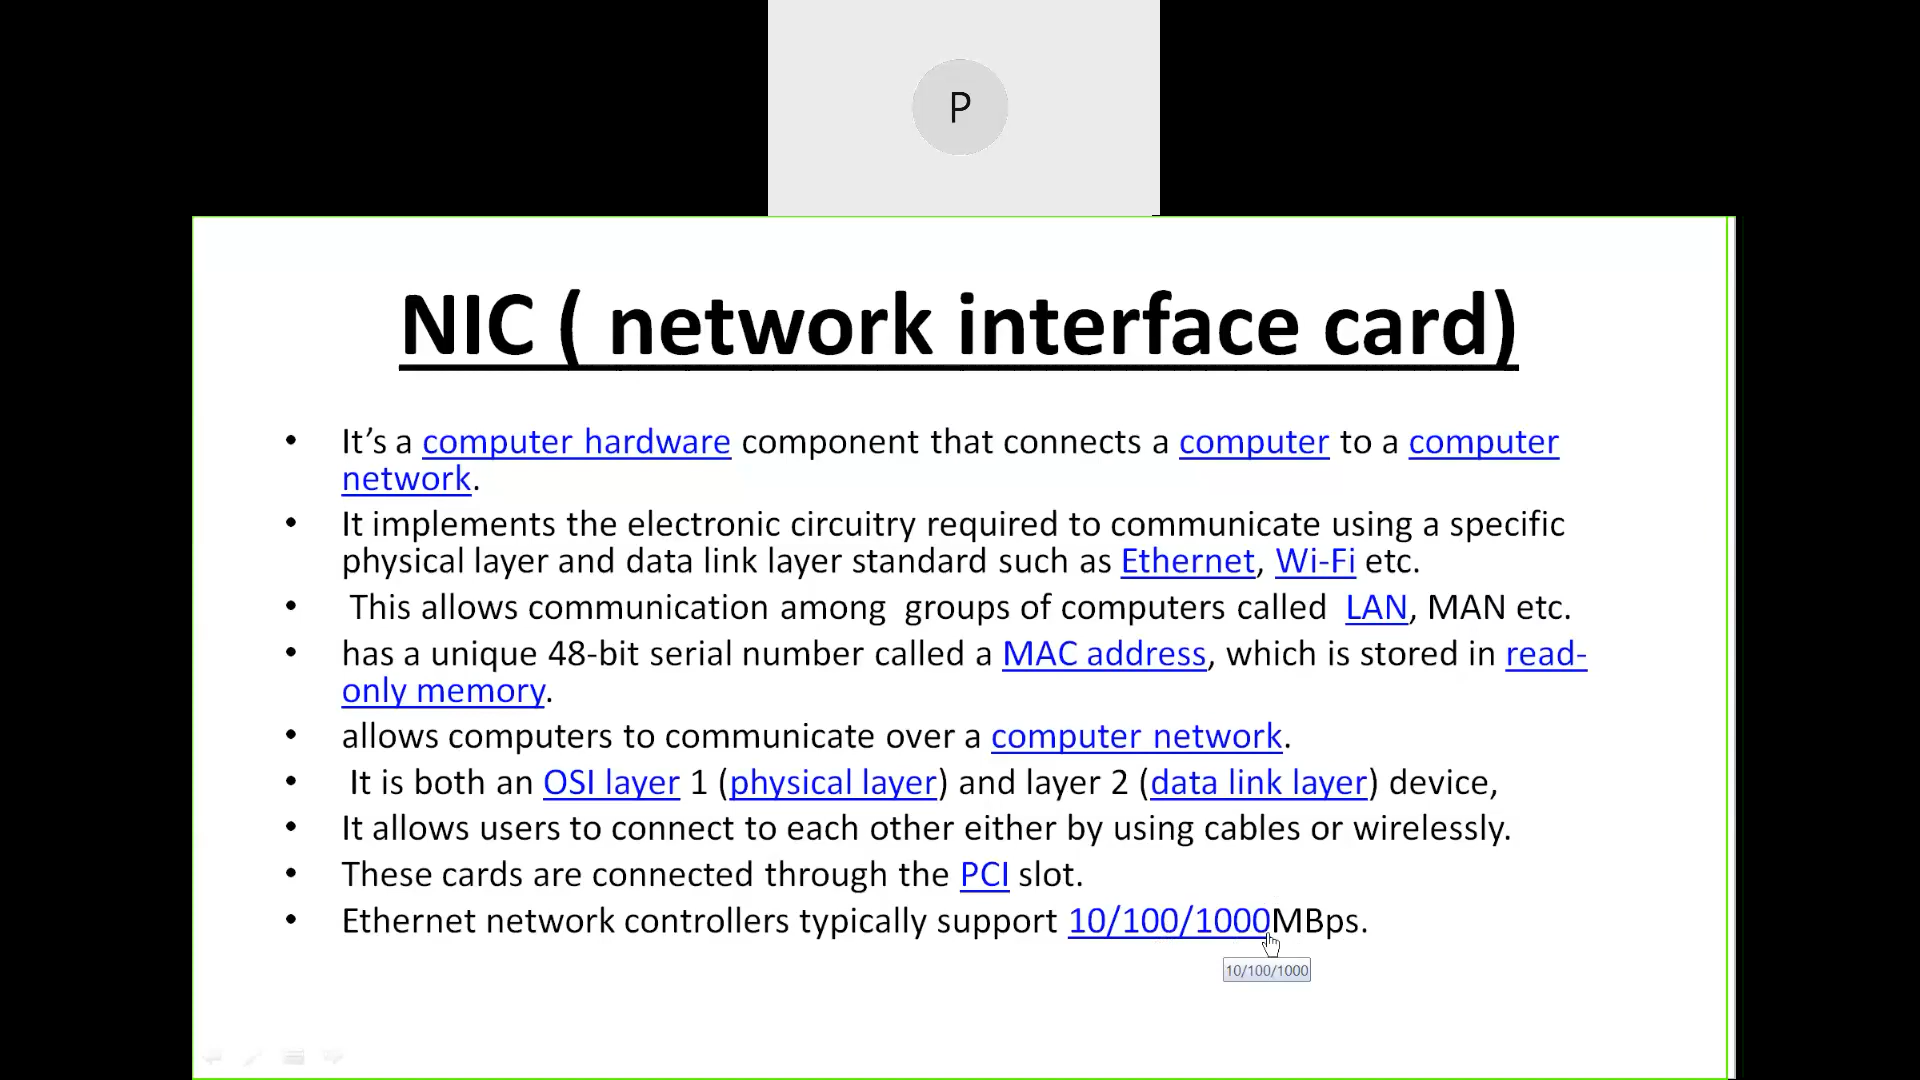 P
NIC ( network interface card)
• It’s a computer hardware component that connects a computer to a computer
network.
• It implements the electronic circuitry required to communicate using a specific
physical layer and data link layer standard such as Ethernet, Wi-Fi etc.
• This allows communication among groups of computers called LAN, MAN etc.
• has a unique 48-bit serial number called a MAC address, which is stored in read-
only memory.
• allows computers to communicate over a computer network.
• It is both an OSI layer 1 (physical layer) and layer 2 (data link layer) device,
• It allows users to connect to each other either by using cables or wirelessly.
• These cards are connected through the PCI slot.
• Ethernet network controllers typically support 10/100/1000MBps.
10/100/1000